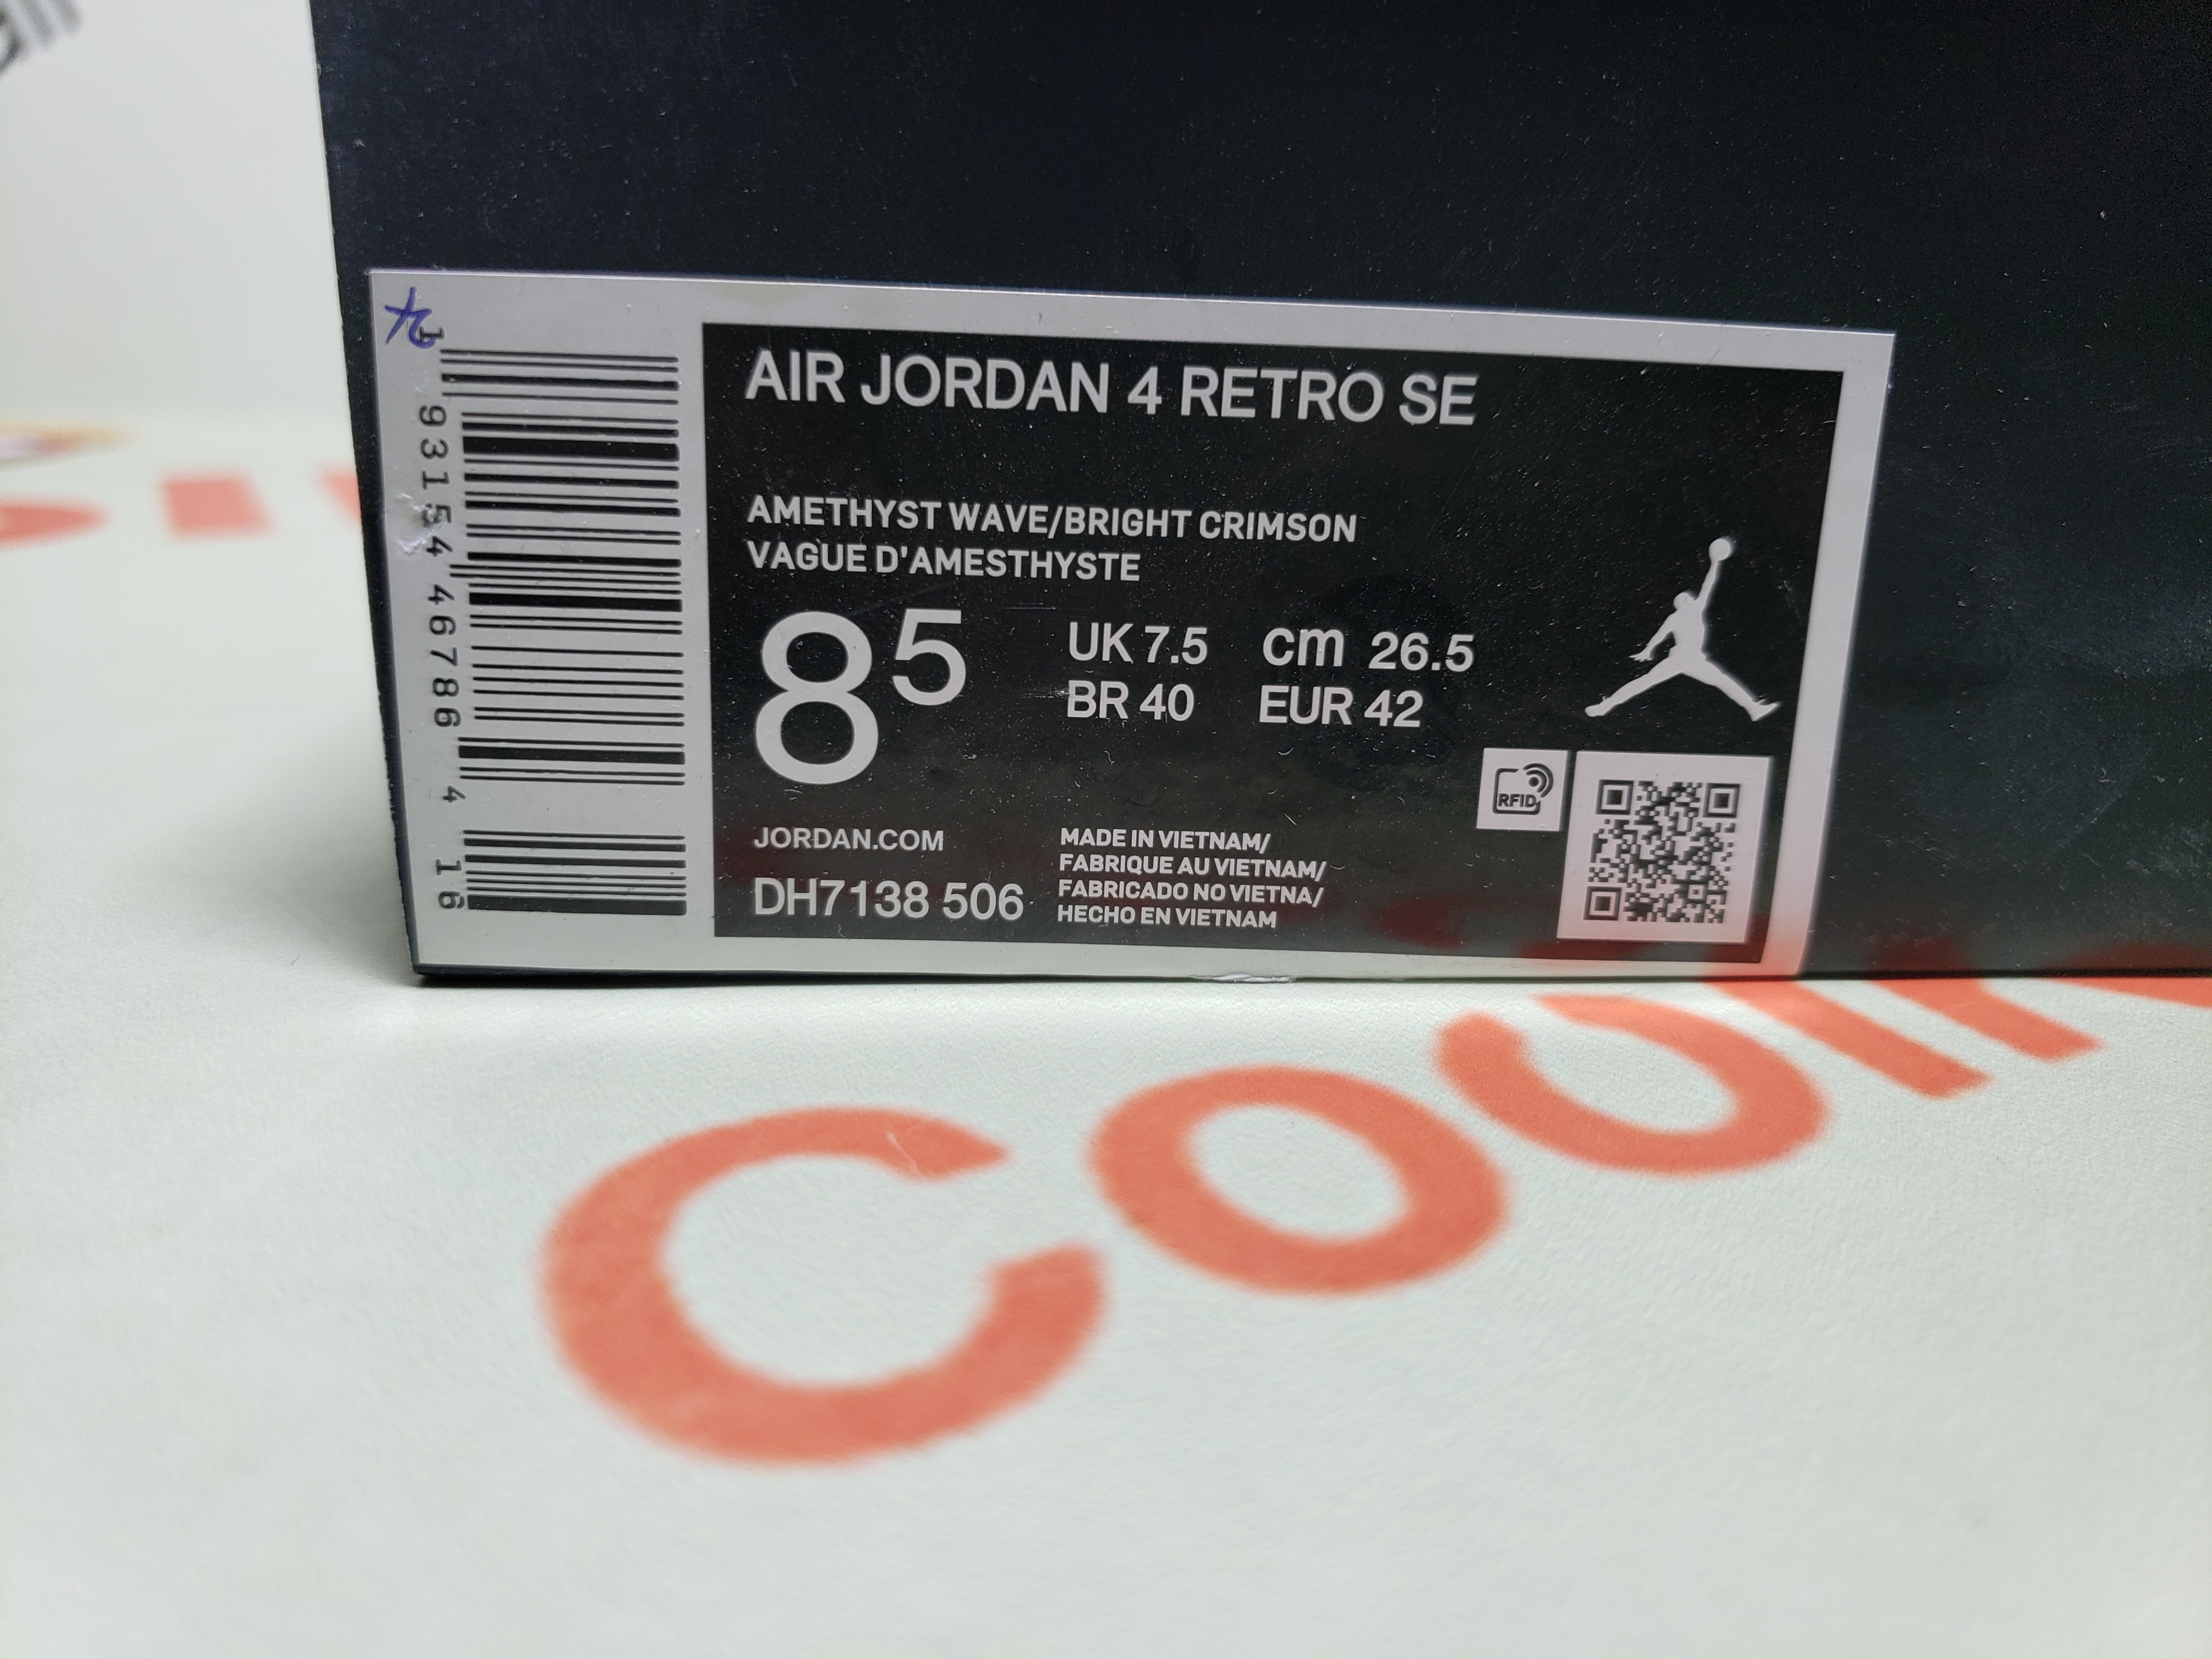 AIR JORDAN 4 RETRO SE
AMETHYST WAVE/BRIGHT CRIMSON
VAGUE D'AMESTHYSTE
8 5
UK 7.5 cm 26.5
BR 40 EUR 42
RFID
JORDAN.COM
DH7138 506
MADE IN VIETNAM/
FABRIQUE AU VIETNAM/
FABRICADO NO VIETNA/
HECHO EN VIETNAM
1 93154 46786 4 16